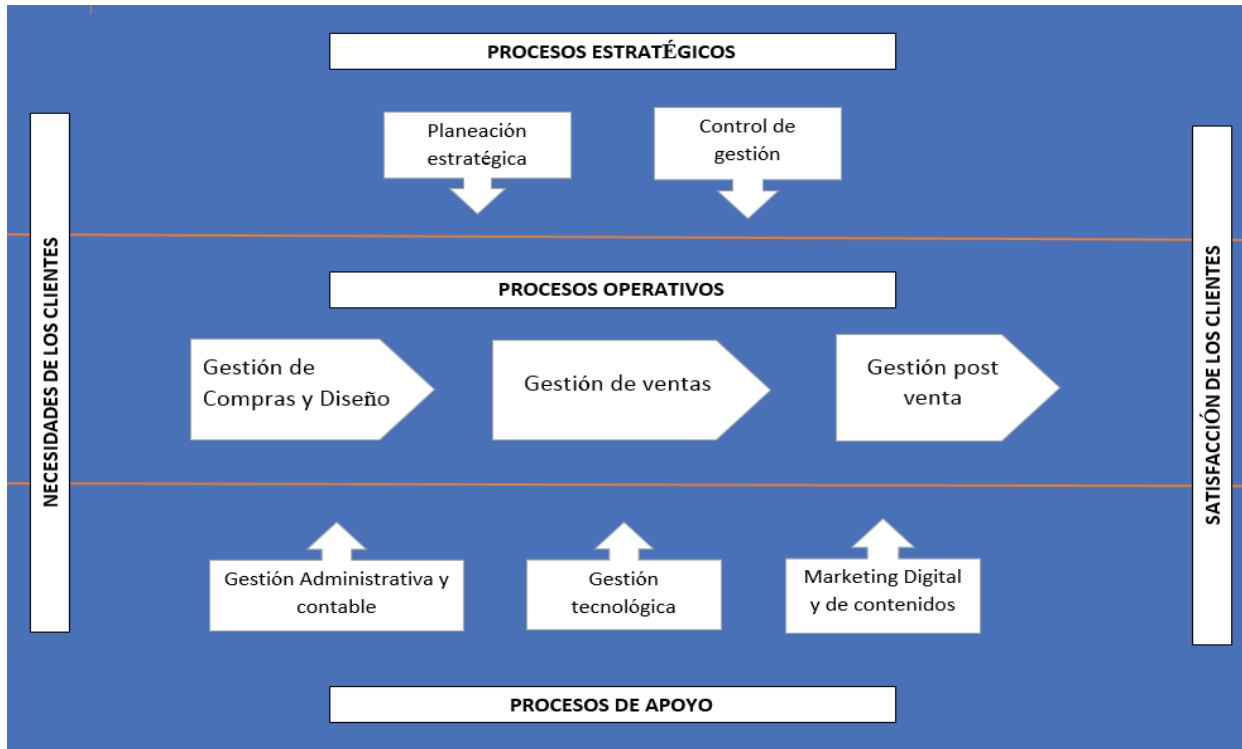 PROCESOS ESTRATÉGICOS
Planeación
estratégica
Control de
gestión
NECESIDADES DE LOS CLIENTES
SATISFACCIÓN DE LOS CLIENTES
PROCESOS OPERATIVOS
Gestión de
Compras y Diseño
Gestión de ventas
Gestión post
venta
Gestión Administrativa y
contable
Gestión
tecnológica
Marketing Digital
y de contenidos
PROCESOS DE APOYO